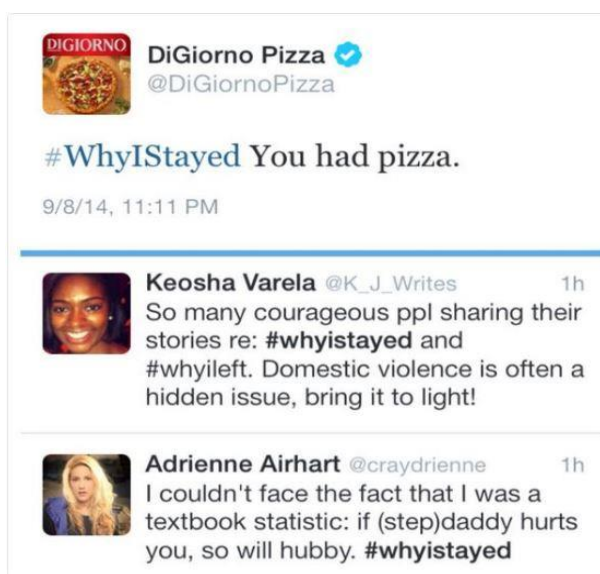 DIGIORNO
DiGiorno Pizza
@DiGiornoPizza
#WhyIStayed You had pizza.
9/8/14, 11:11 PM
Keosha Varela @K_J_Writes 1h
So many courageous ppl sharing their
stories re: #whyistayed and
#whyileft. Domestic violence is often a
hidden issue, bring it to light!
Adrienne Airhart @craydrienne 1h
I couldn't face the fact that I was a
textbook statistic: if (step)daddy hurts
you, so will hubby. #whyistayed